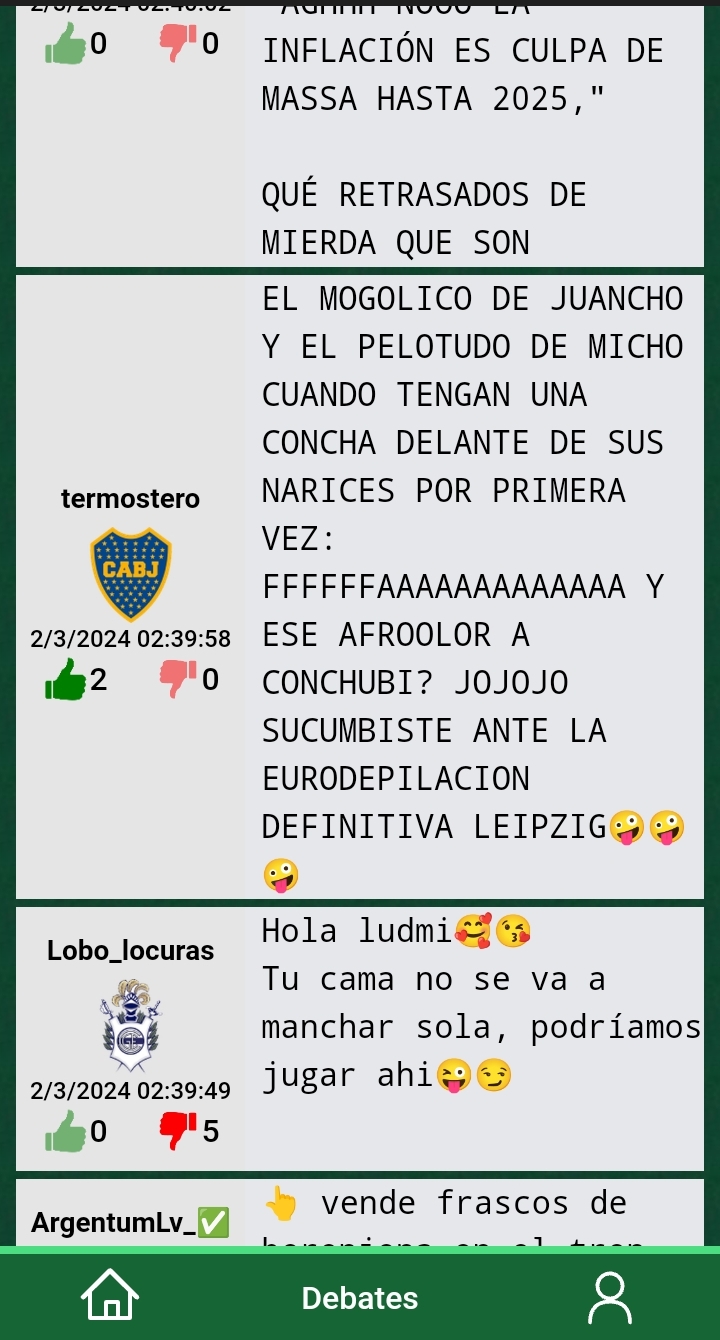 0
0
INFLACIÓN ES CULPA DE
MASSA HASTA 2025,"
QUÉ RETRASADOS DE
MIERDA QUE SON
termostero
CABJ
2/3/2024 02:39:58
2
0
EL MOGOLICO DE JUANCHO
Y EL PELOTUDO DE MICHO
CUANDO TENGAN UNA
CONCHA DELANTE DE SUS
NARICES POR PRIMERA
VEZ:
FFFFFFAAAAAAAAAAAAA Y
ESE AFROOLOR A
CONCHUBI? JOJOJO
SUCUMBISTE ANTE LA
EURODEPILACION
DEFINITIVA LEIPZIG🤪🤪
🤪
Lobo_locuras
2/3/2024 02:39:49
0
5
Hola ludmi🥰😘
Tu cama no se va a
manchar sola, podríamos
jugar ahi😜😏
ArgentumLv_✅
👆 vende frascos de
Debates